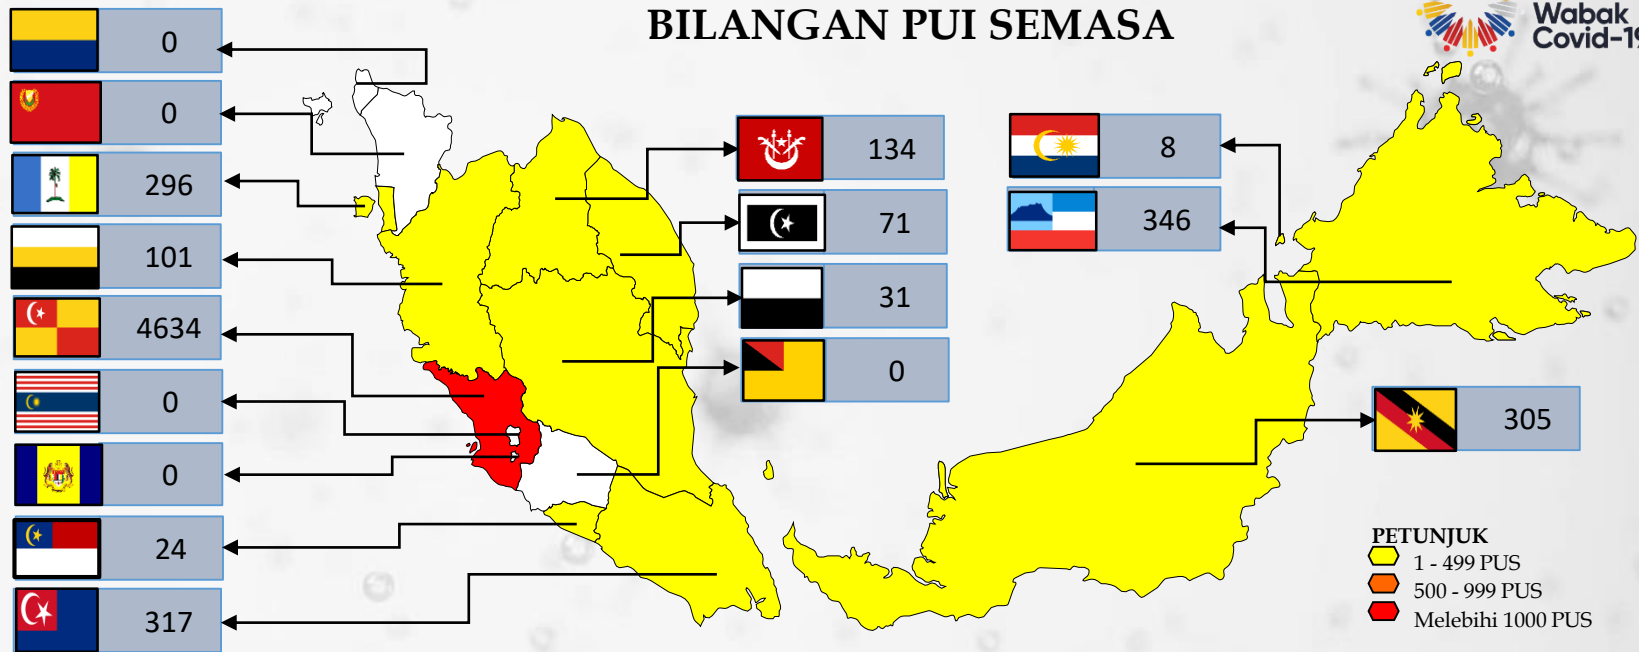 BILANGAN PUI SEMASA
Wabak
Covid-19
0
0
296
101
4634
0
0
24
317
134
71
31
0
8
346
305
PETUNJUK
1 - 499 PUS
500 - 999 PUS
Melebihi 1000 PUS